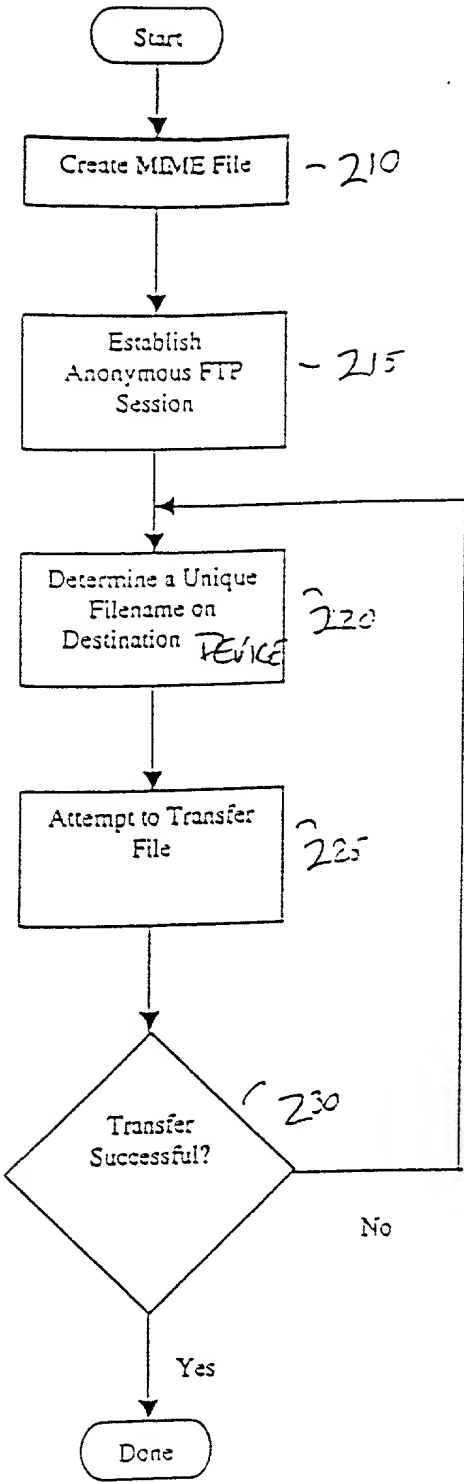 Start
Create MIME File
- 210
Establish
Anonymous FTP
Session
- 215
Determine a Unique
Filename on
Destination DEVICE
220
Attempt to Transfer
File
225
Transfer
Successful?
230
No
Yes
Done